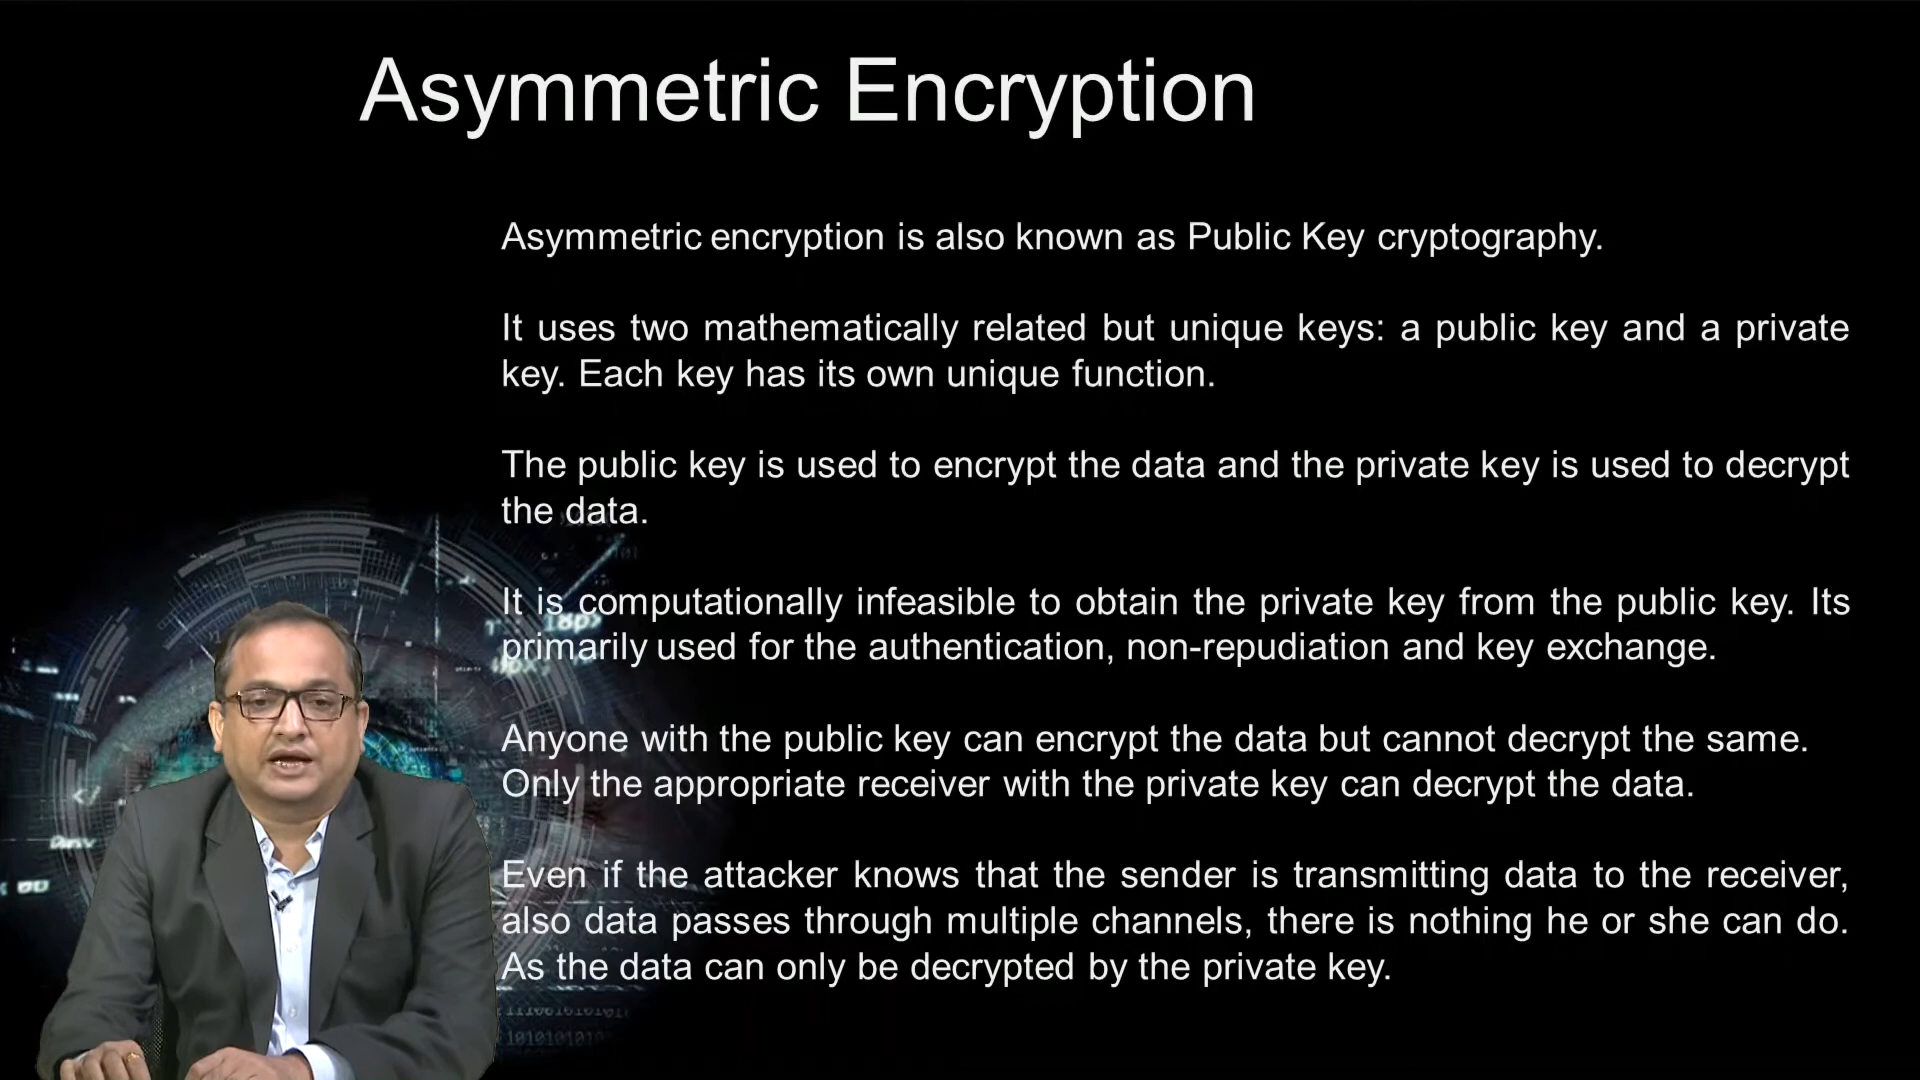 Asymmetric Encryption
Asymmetric encryption is also known as Public Key cryptography.
It uses two mathematically related but unique keys: a public key and a private
key. Each key has its own unique function.
The public key is used to encrypt the data and the private key is used to decrypt
the data.
It is computationally infeasible to obtain the private key from the public key. Its
primarily used for the authentication, non-repudiation and key exchange.
Anyone with the public key can encrypt the data but cannot decrypt the same.
Only the appropriate receiver with the private key can decrypt the data.
Even if the attacker knows that the sender is transmitting data to the receiver,
also data passes through multiple channels, there is nothing he or she can do.
As the data can only be decrypted by the private key.